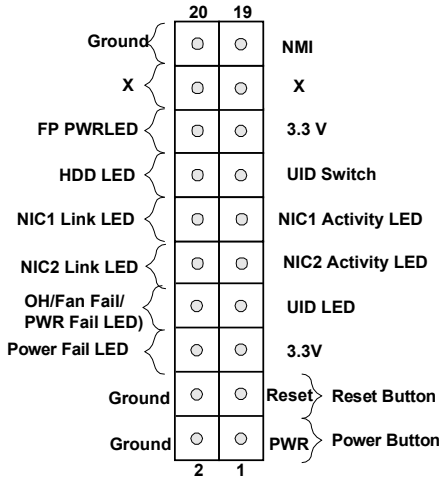 20 19
Ground NMI
X X
FP PWRLED 3.3 V
HDD LED UID Switch
NIC1 Link LED NIC1 Activity LED
NIC2 Link LED NIC2 Activity LED
OH/Fan Fail/
PWR Fail LED) UID LED
Power Fail LED 3.3V
Ground Reset Reset Button
Ground PWR Power Button
2 1